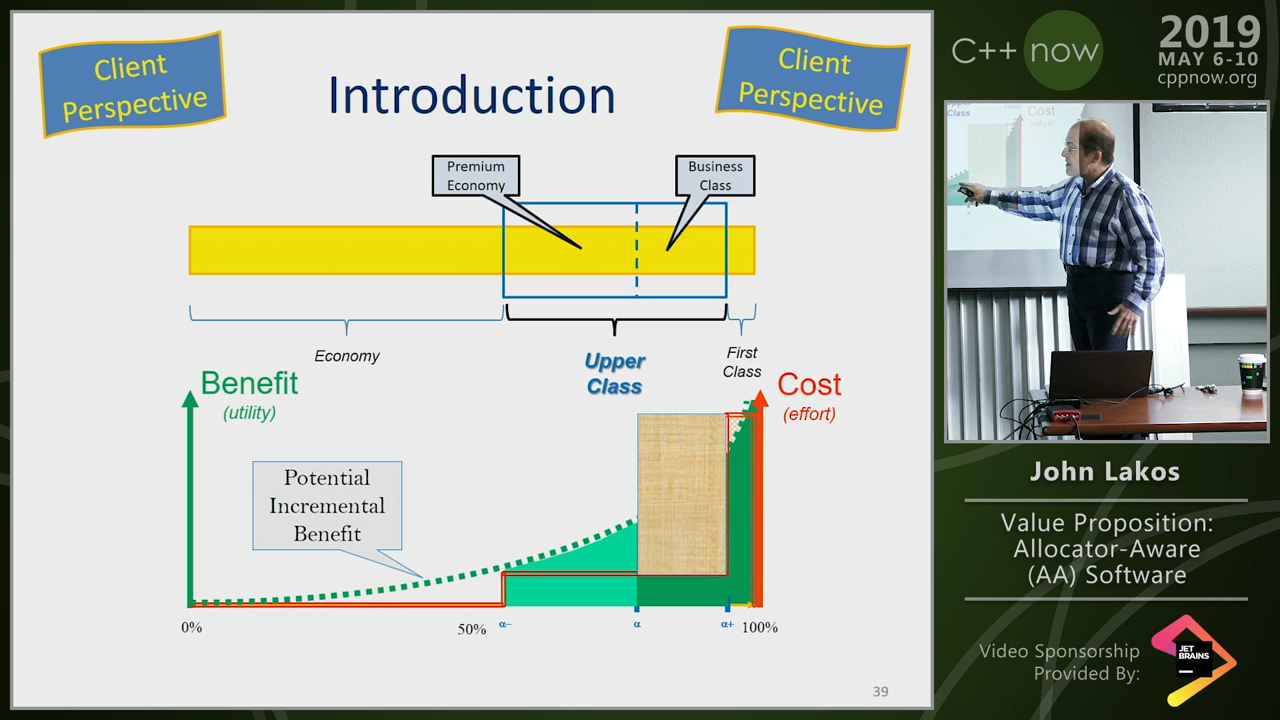 Client
Perspective
Introduction
Client
Perspective
Premium
Economy
Business
Class
Economy
Upper
Class
First
Class
Benefit
(utility)
Cost
(effort)
Potential
Incremental
Benefit
0%
50%
α−
α
α+
100%
39
C++ now
2019
MAY 6-10
cppnow.org
Class
Cost
John Lakos
Value Proposition:
Allocator-Aware
(AA) Software
Video Sponsorship
Provided By:
JET
BRAINS